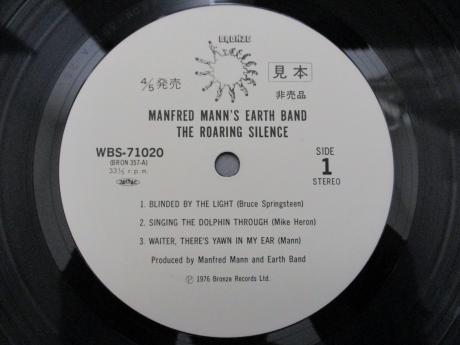 BRONZE
4/5発売
見本
非売品
MANFRED MANN'S EARTH BAND
THE ROARING SILENCE
WBS-71020
(BRON 357-A)
33⅓ r.p.m.
SIDE
1
STEREO
1. BLINDED BY THE LIGHT (Bruce Springsteen)
2. SINGING THE DOLPHIN THROUGH (Mike Heron)
3. WAITER, THERE'S YAWN IN MY EAR (Mann)
Produced by Manfred Mann and Earth Band
Ⓟ 1976 Bronze Records Ltd.